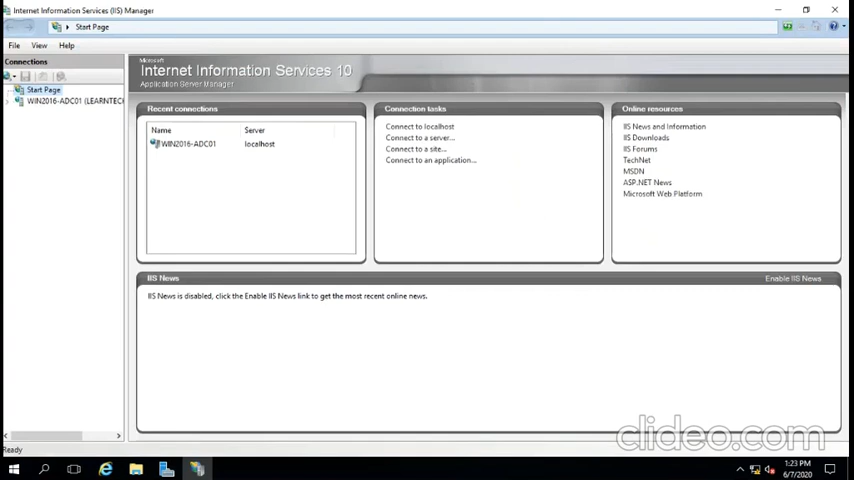 Internet Information Services (IIS) Manager
Start Page
File View Help
Connections
Start Page
WIN2016-ADC01 (LEARNTECH
Microsoft
Internet Information Services 10
Application Server Manager
Recent connections
Name Server
WIN2016-ADC01 localhost
Connection tasks
Connect to localhost
Connect to a server...
Connect to a site...
Connect to an application...
Online resources
IIS News and Information
IIS Downloads
IIS Forums
TechNet
MSDN
ASP.NET News
Microsoft Web Platform
IIS News Enable IIS News
IIS News is disabled, click the Enable IIS News link to get the most recent online news.
Ready
clideo.com
1:23 PM
6/7/2020